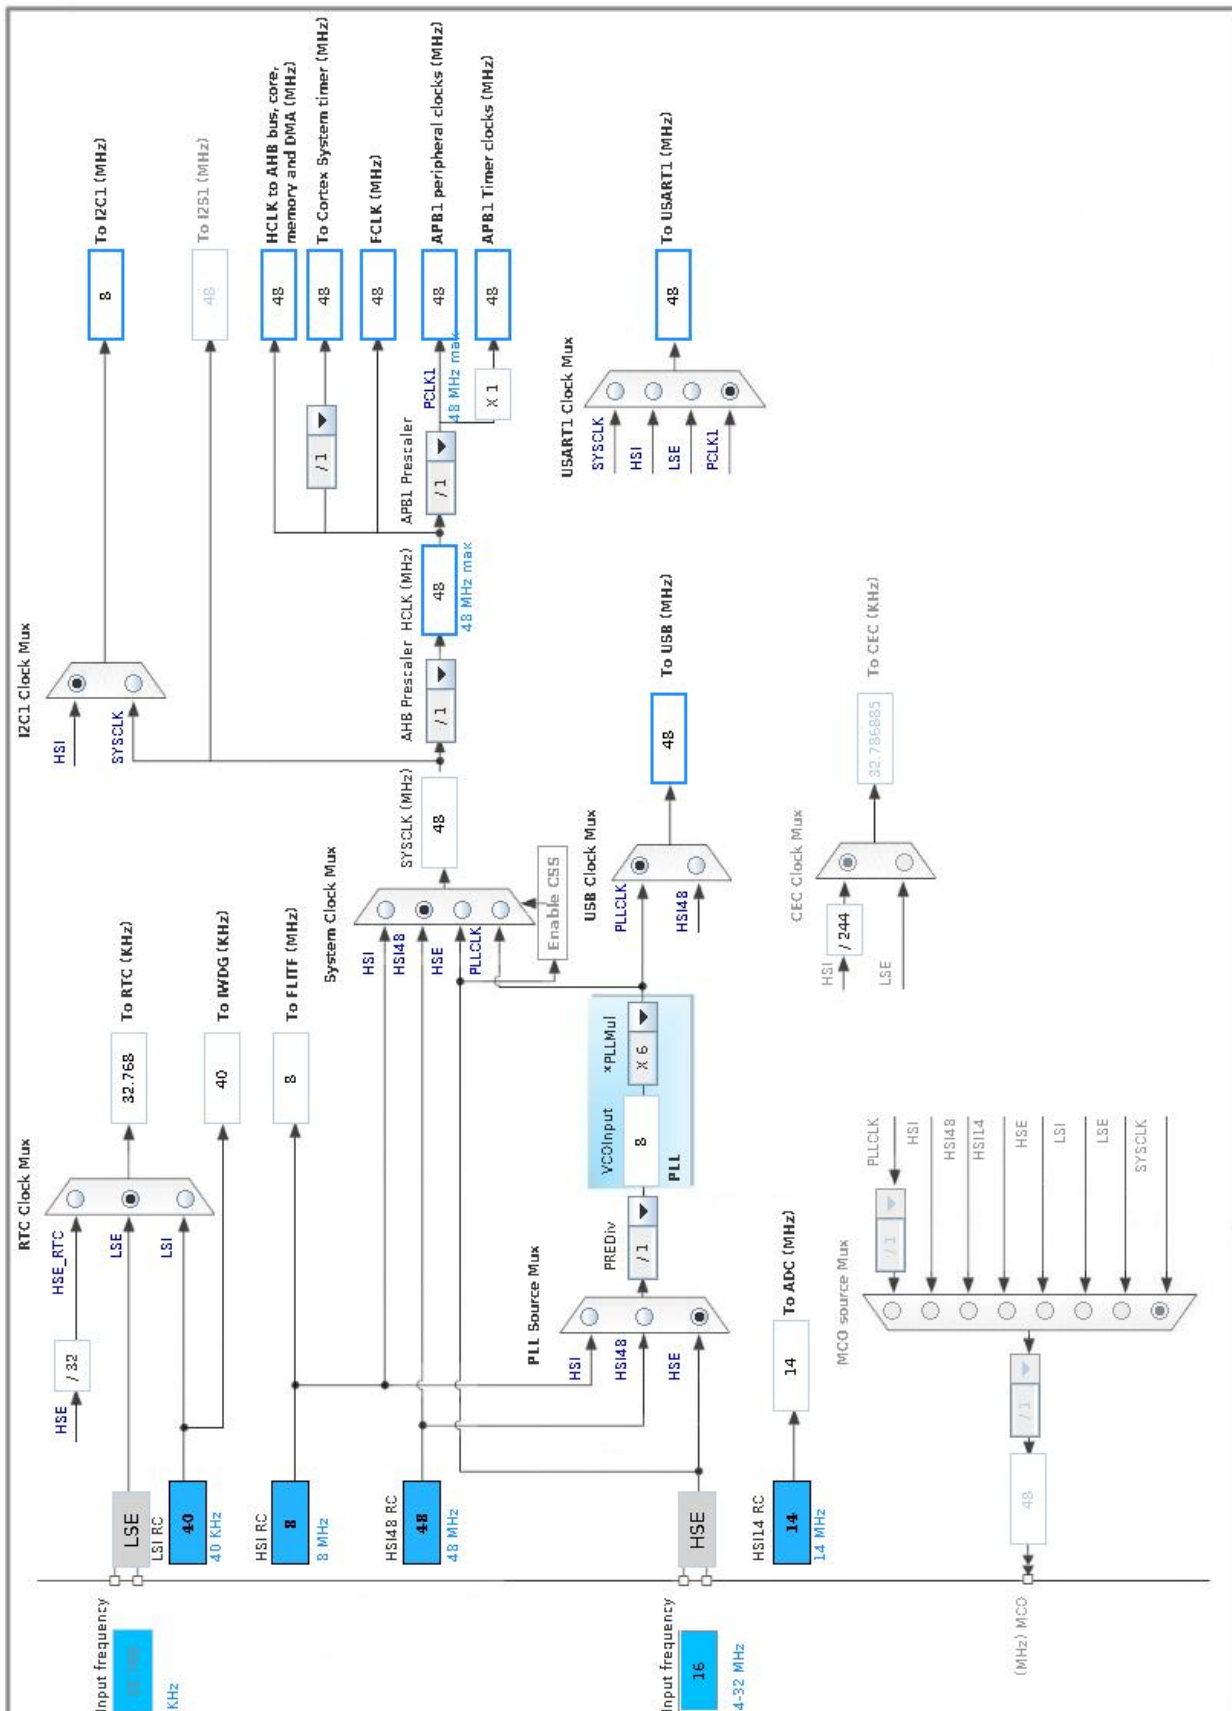 RTC Clock Mux
HSE
/ 32
HSE_RTC
LSE
LSI
32.768
To RTC (KHz)
40
To IWDG (KHz)
8
To FLITF (MHz)
I2C1 Clock Mux
HSI
SYSCLK
8
To I2C1 (MHz)
48
To I2S1 (MHz)
Input frequency
KHz
LSE
LSI RC
40
40 KHz
HSI RC
8
8 MHz
HSI48 RC
48
48 MHz
System Clock Mux
HSI
HSI48
HSE
PLLCLK
Enable CSS
SYSCLK (MHz)
48
AHB Prescaler
/ 1
HCLK (MHz)
48
48 MHz max
APB1 Prescaler
/ 1
PCLK1
48 MHz max
X 1
/ 1
48
HCLK to AHB bus, core,
memory and DMA (MHz)
48
To Cortex System timer (MHz)
48
FCLK (MHz)
48
APB1 peripheral clocks (MHz)
48
APB1 Timer clocks (MHz)
Input frequency
16
4-32 MHz
HSE
PLL Source Mux
HSI
HSI48
HSE
PREDiv
/ 1
VCOInput
8
*PLLMul
X 6
PLL
USB Clock Mux
PLLCLK
HSI48
48
To USB (MHz)
USART1 Clock Mux
SYSCLK
HSI
LSE
PCLK1
48
To USART1 (MHz)
HSI14 RC
14
14 MHz
14
To ADC (MHz)
CEC Clock Mux
HSI
/ 244
LSE
32.786885
To CEC (KHz)
MCO source Mux
PLLCLK
/ 1
HSI
HSI48
HSI14
HSE
LSI
LSE
SYSCLK
/ 1
48
(MHz) MCO